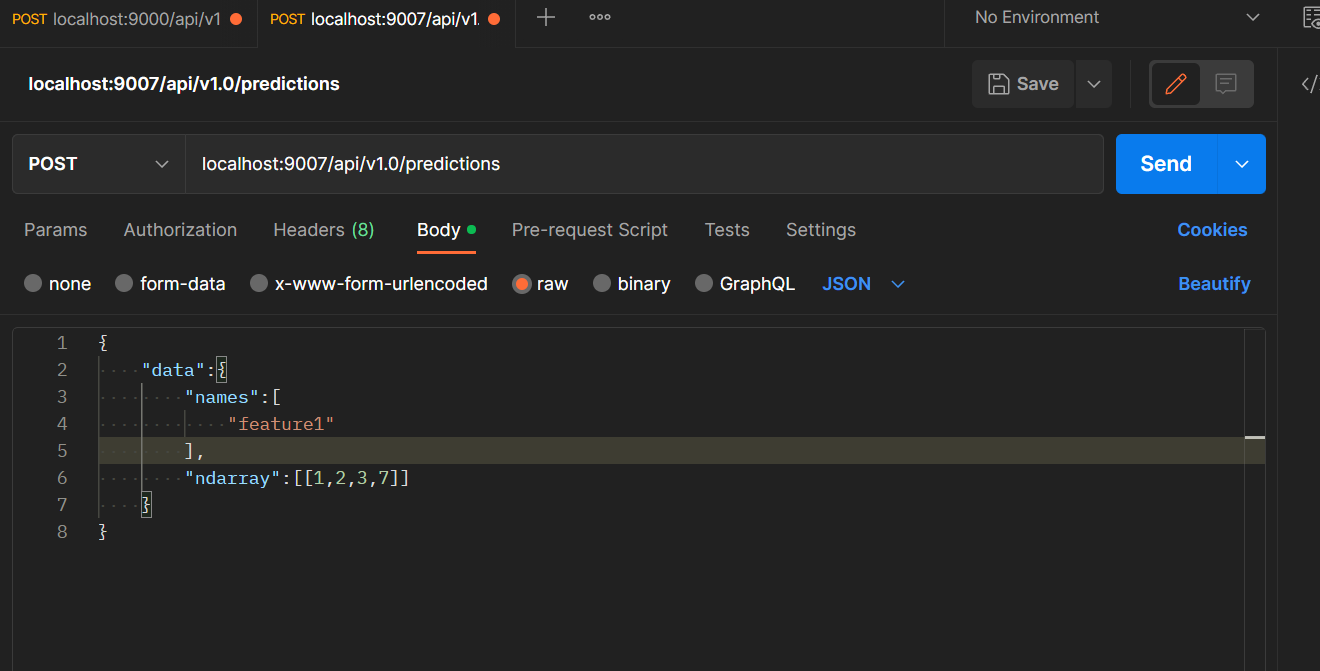 POST localhost:9000/api/v1 POST localhost:9007/api/v1. No Environment
localhost:9007/api/v1.0/predictions Save </>
POST localhost:9007/api/v1.0/predictions Send
Params Authorization Headers (8) Body Pre-request Script Tests Settings Cookies
none form-data x-www-form-urlencoded raw binary GraphQL JSON Beautify
1 {
2 "data":{
3 "names":[
4 "feature1"
5 ],
6 "ndarray":[[1,2,3,7]]
7 }
8 }